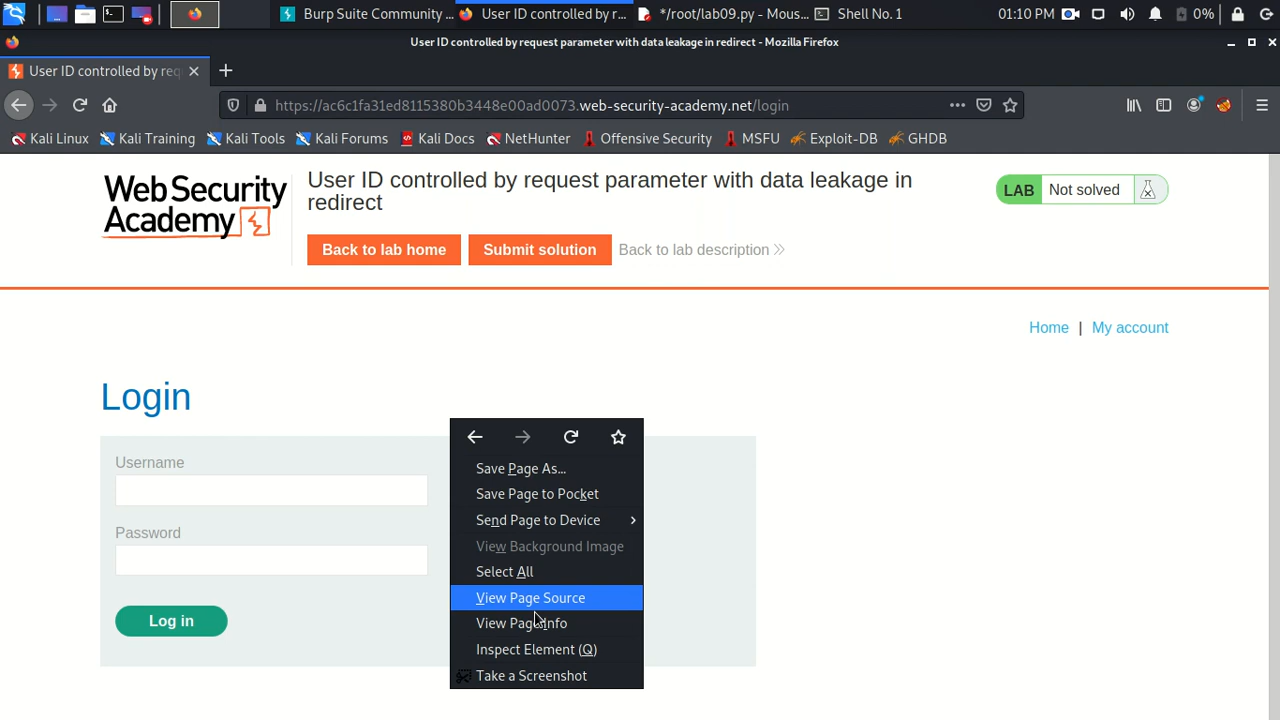 Burp Suite Community ...
User ID controlled by r...
*/root/lab09.py - Mous...
Shell No. 1
01:10 PM
0%
User ID controlled by request parameter with data leakage in redirect - Mozilla Firefox
User ID controlled by req
https://ac6c1fa31ed8115380b3448e00ad0073.web-security-academy.net/login
Kali Linux
Kali Training
Kali Tools
Kali Forums
Kali Docs
NetHunter
Offensive Security
MSFU
Exploit-DB
GHDB
Web Security
Academy
User ID controlled by request parameter with data leakage in
redirect
LAB
Not solved
Back to lab home
Submit solution
Back to lab description
Home | My account
Login
Username
Password
Log in
Save Page As...
Save Page to Pocket
Send Page to Device
View Background Image
Select All
View Page Source
View Page Info
Inspect Element (Q)
Take a Screenshot